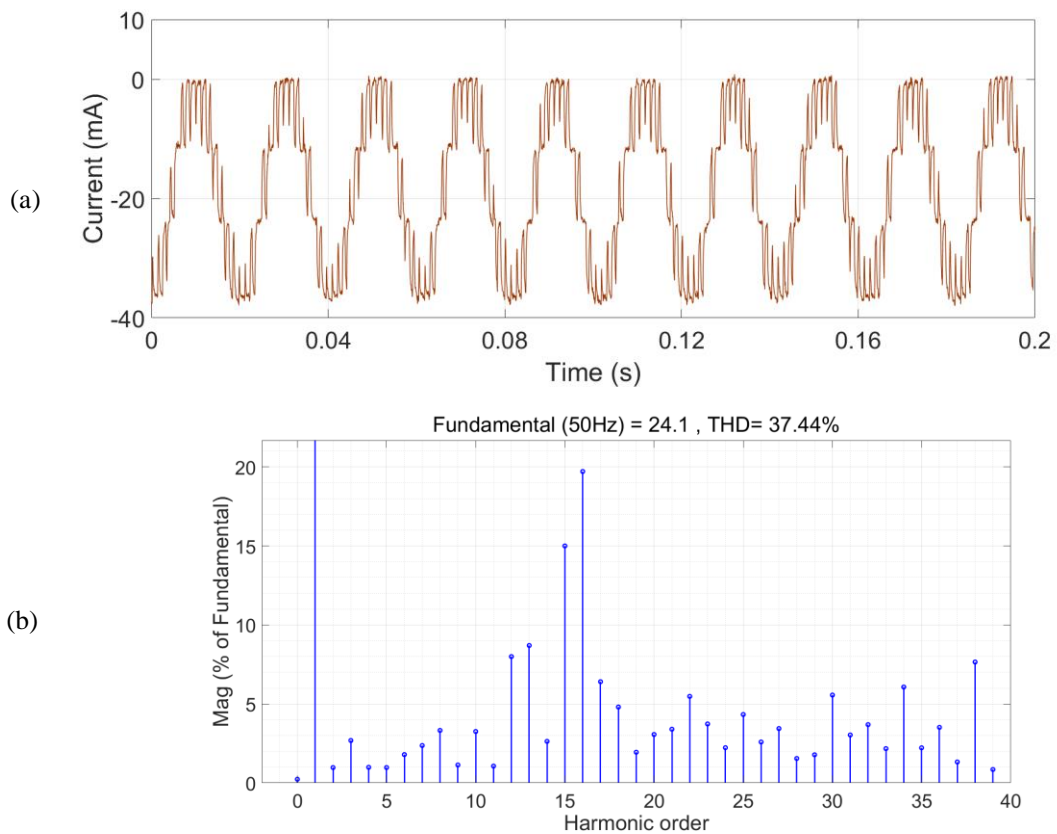 (a)
Current (mA)
10
0
-20
-40
0 0.04 0.08 0.12 0.16 0.2
Time (s)
(b)
Fundamental (50Hz) = 24.1 , THD= 37.44%
Mag (% of Fundamental)
20
15
10
5
0
0 5 10 15 20 25 30 35 40
Harmonic order